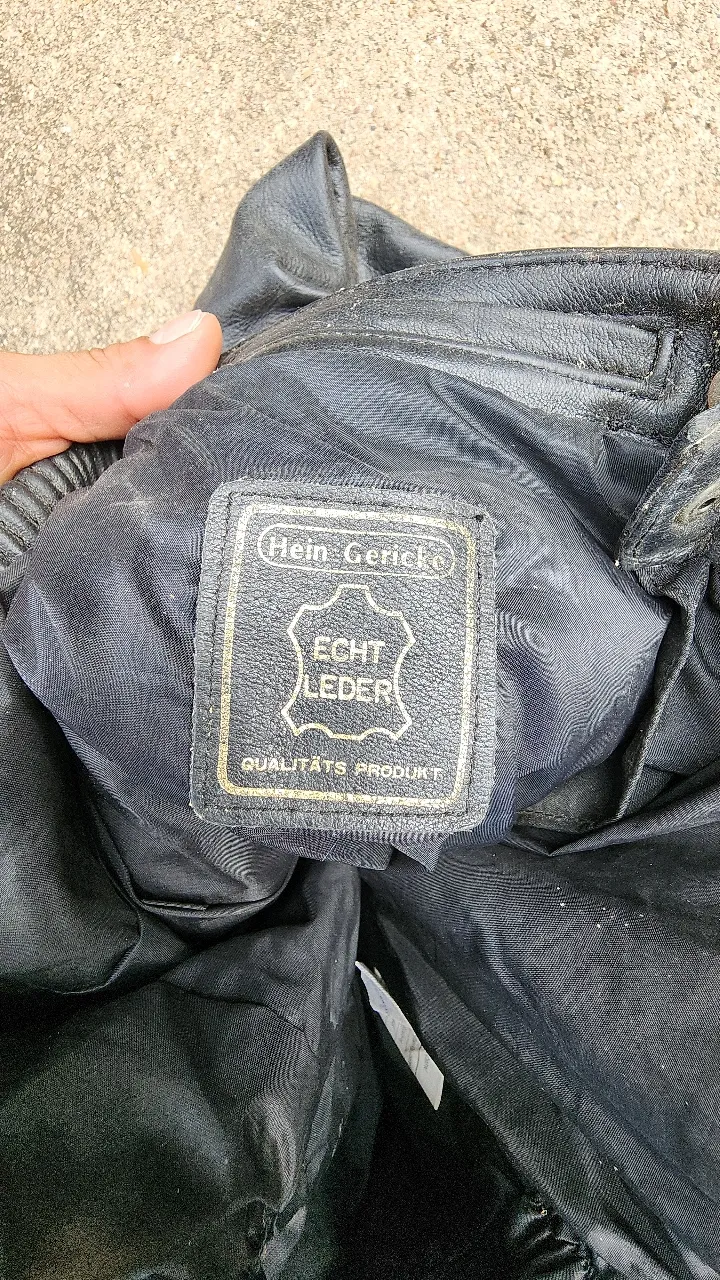 Hein Gericke
ECHT
LEDER
QUALITÄTS PRODUKT